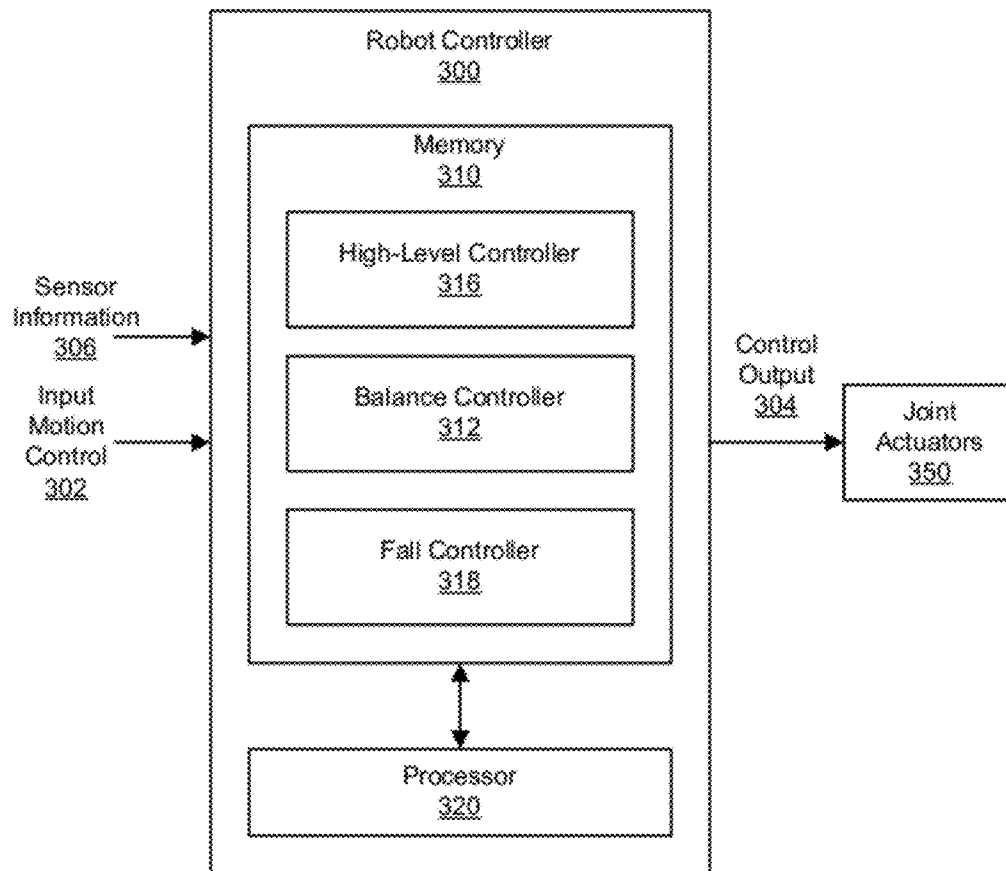 Robot Controller
300
Memory
310
High-Level Controller
316
Sensor
Information
306
Input
Motion
Control
302
Balance Controller
312
Fall Controller
318
Control
Output
304
Joint
Actuators
350
Processor
320